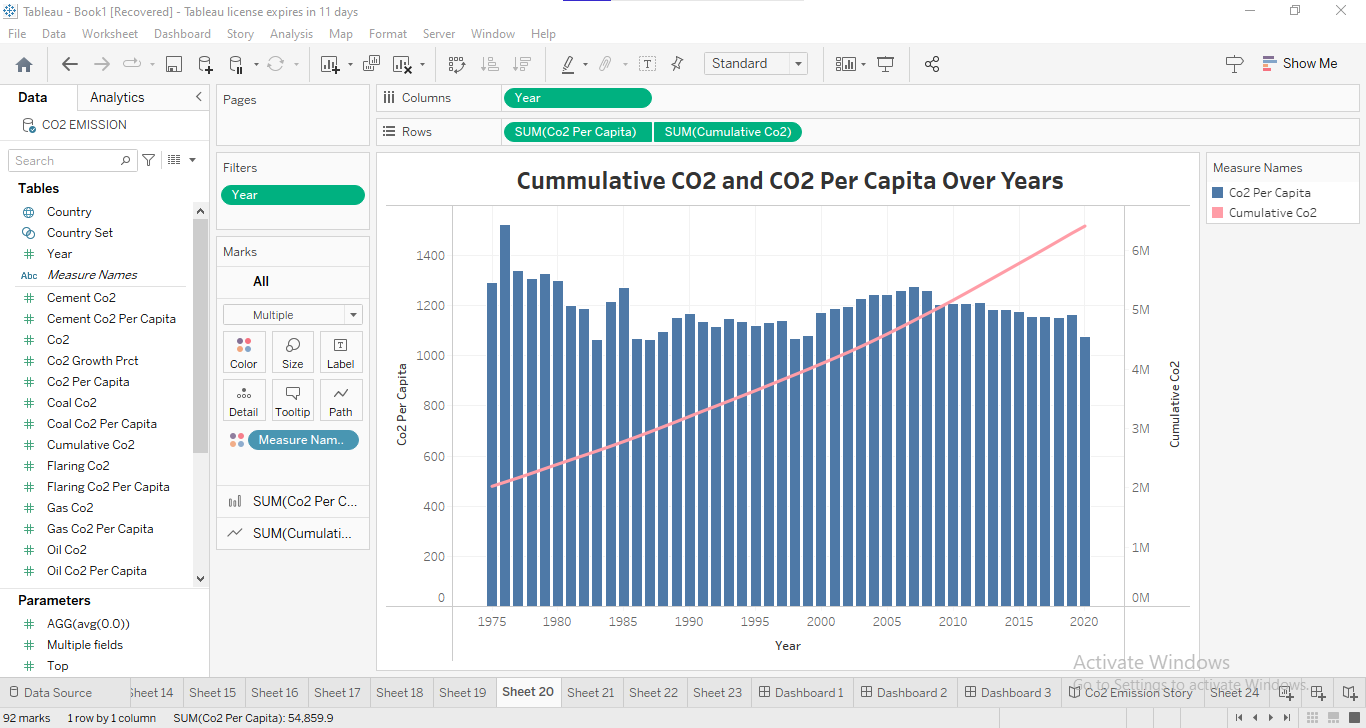 Tableau - Book1 [Recovered] - Tableau license expires in 11 days
File Data Worksheet Dashboard Story Analysis Map Format Server Window Help
Standard
Show Me
Data Analytics
CO2 EMISSION
Search
Tables
Country
Country Set
Year
Abc Measure Names
Cement Co2
Cement Co2 Per Capita
Co2
Co2 Growth Prct
Co2 Per Capita
Coal Co2
Coal Co2 Per Capita
Cumulative Co2
Flaring Co2
Flaring Co2 Per Capita
Gas Co2
Gas Co2 Per Capita
Oil Co2
Oil Co2 Per Capita
Parameters
AGG(avg(0.0))
Multiple fields
Top
Pages
Filters
Year
Marks
All
Multiple
Color Size Label
Detail Tooltip Path
Measure Nam..
SUM(Co2 Per C...
SUM(Cumulati...
Columns Year
Rows SUM(Co2 Per Capita) SUM(Cumulative Co2)
Cummulative CO2 and CO2 Per Capita Over Years
Co2 Per Capita
1400
1200
1000
800
600
400
200
0
6M
5M
4M
3M
2M
1M
0M
Cumulative Co2
1975 1980 1985 1990 1995 2000 2005 2010 2015 2020
Year
Measure Names
Co2 Per Capita
Cumulative Co2
Activate Windows
Go to Settings to activate Windows.
Data Source Sheet 14 Sheet 15 Sheet 16 Sheet 17 Sheet 18 Sheet 19 Sheet 20 Sheet 21 Sheet 22 Sheet 23 Dashboard 1 Dashboard 2 Dashboard 3 Co2 Emission Story Sheet 24
92 marks 1 row by 1 column SUM(Co2 Per Capita): 54,859.9